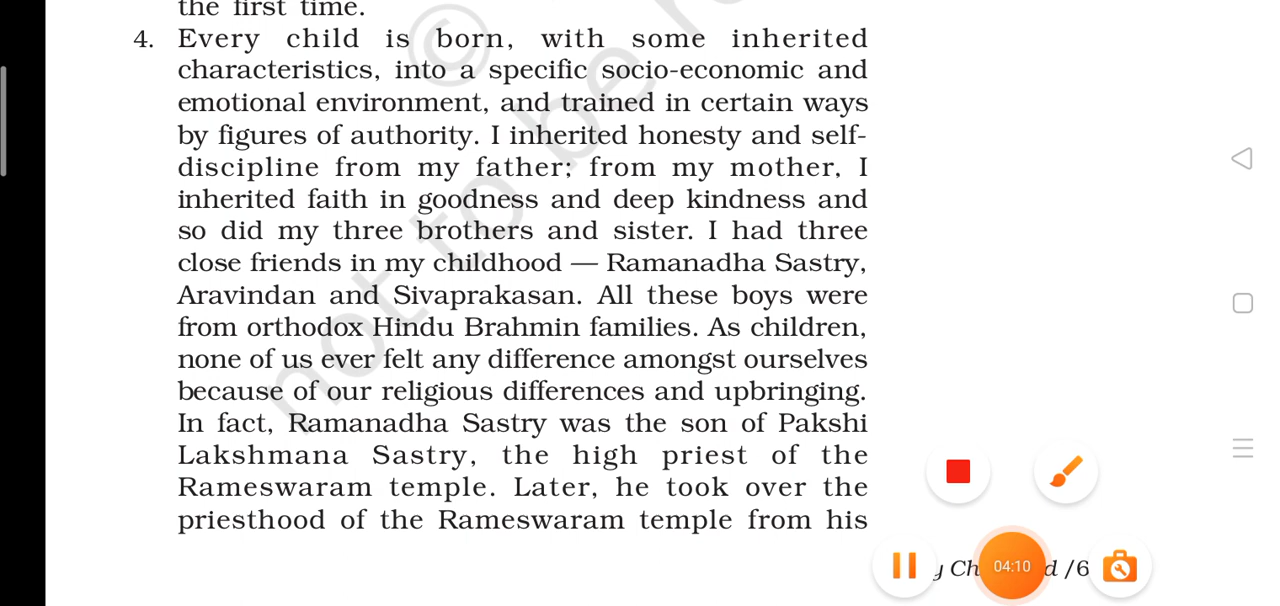 the first time.
4. Every child is born, with some inherited
characteristics, into a specific socio-economic and
emotional environment, and trained in certain ways
by figures of authority. I inherited honesty and self-
discipline from my father; from my mother, I
inherited faith in goodness and deep kindness and
so did my three brothers and sister. I had three
close friends in my childhood — Ramanadha Sastry,
Aravindan and Sivaprakasan. All these boys were
from orthodox Hindu Brahmin families. As children,
none of us ever felt any difference amongst ourselves
because of our religious differences and upbringing.
In fact, Ramanadha Sastry was the son of Pakshi
Lakshmana Sastry, the high priest of the
Rameswaram temple. Later, he took over the
priesthood of the Rameswaram temple from his
04:10
/6
© not to be